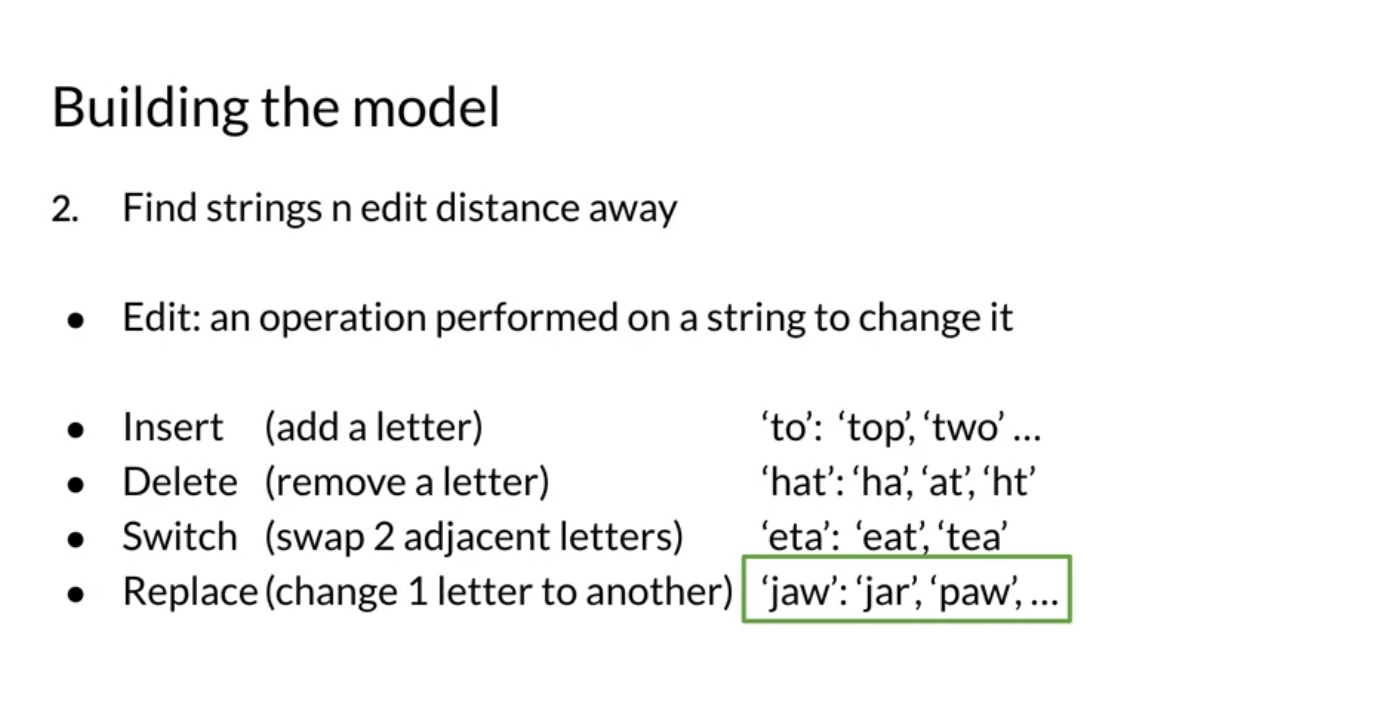 Building the model
2. Find strings n edit distance away
● Edit: an operation performed on a string to change it
● Insert (add a letter) ‘to’: ‘top’, ‘two’ ...
● Delete (remove a letter) ‘hat’: ‘ha’, ‘at’, ‘ht’
● Switch (swap 2 adjacent letters) ‘eta’: ‘eat’, ‘tea’
● Replace (change 1 letter to another) ‘jaw’: ‘jar’, ‘paw’, ...